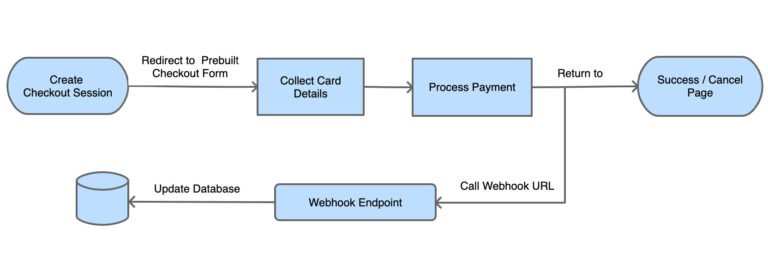 Create
Checkout Session
Redirect to Prebuilt
Checkout Form
Collect Card
Details
Process Payment
Return to
Success / Cancel
Page
Update Database
Webhook Endpoint
Call Webhook URL